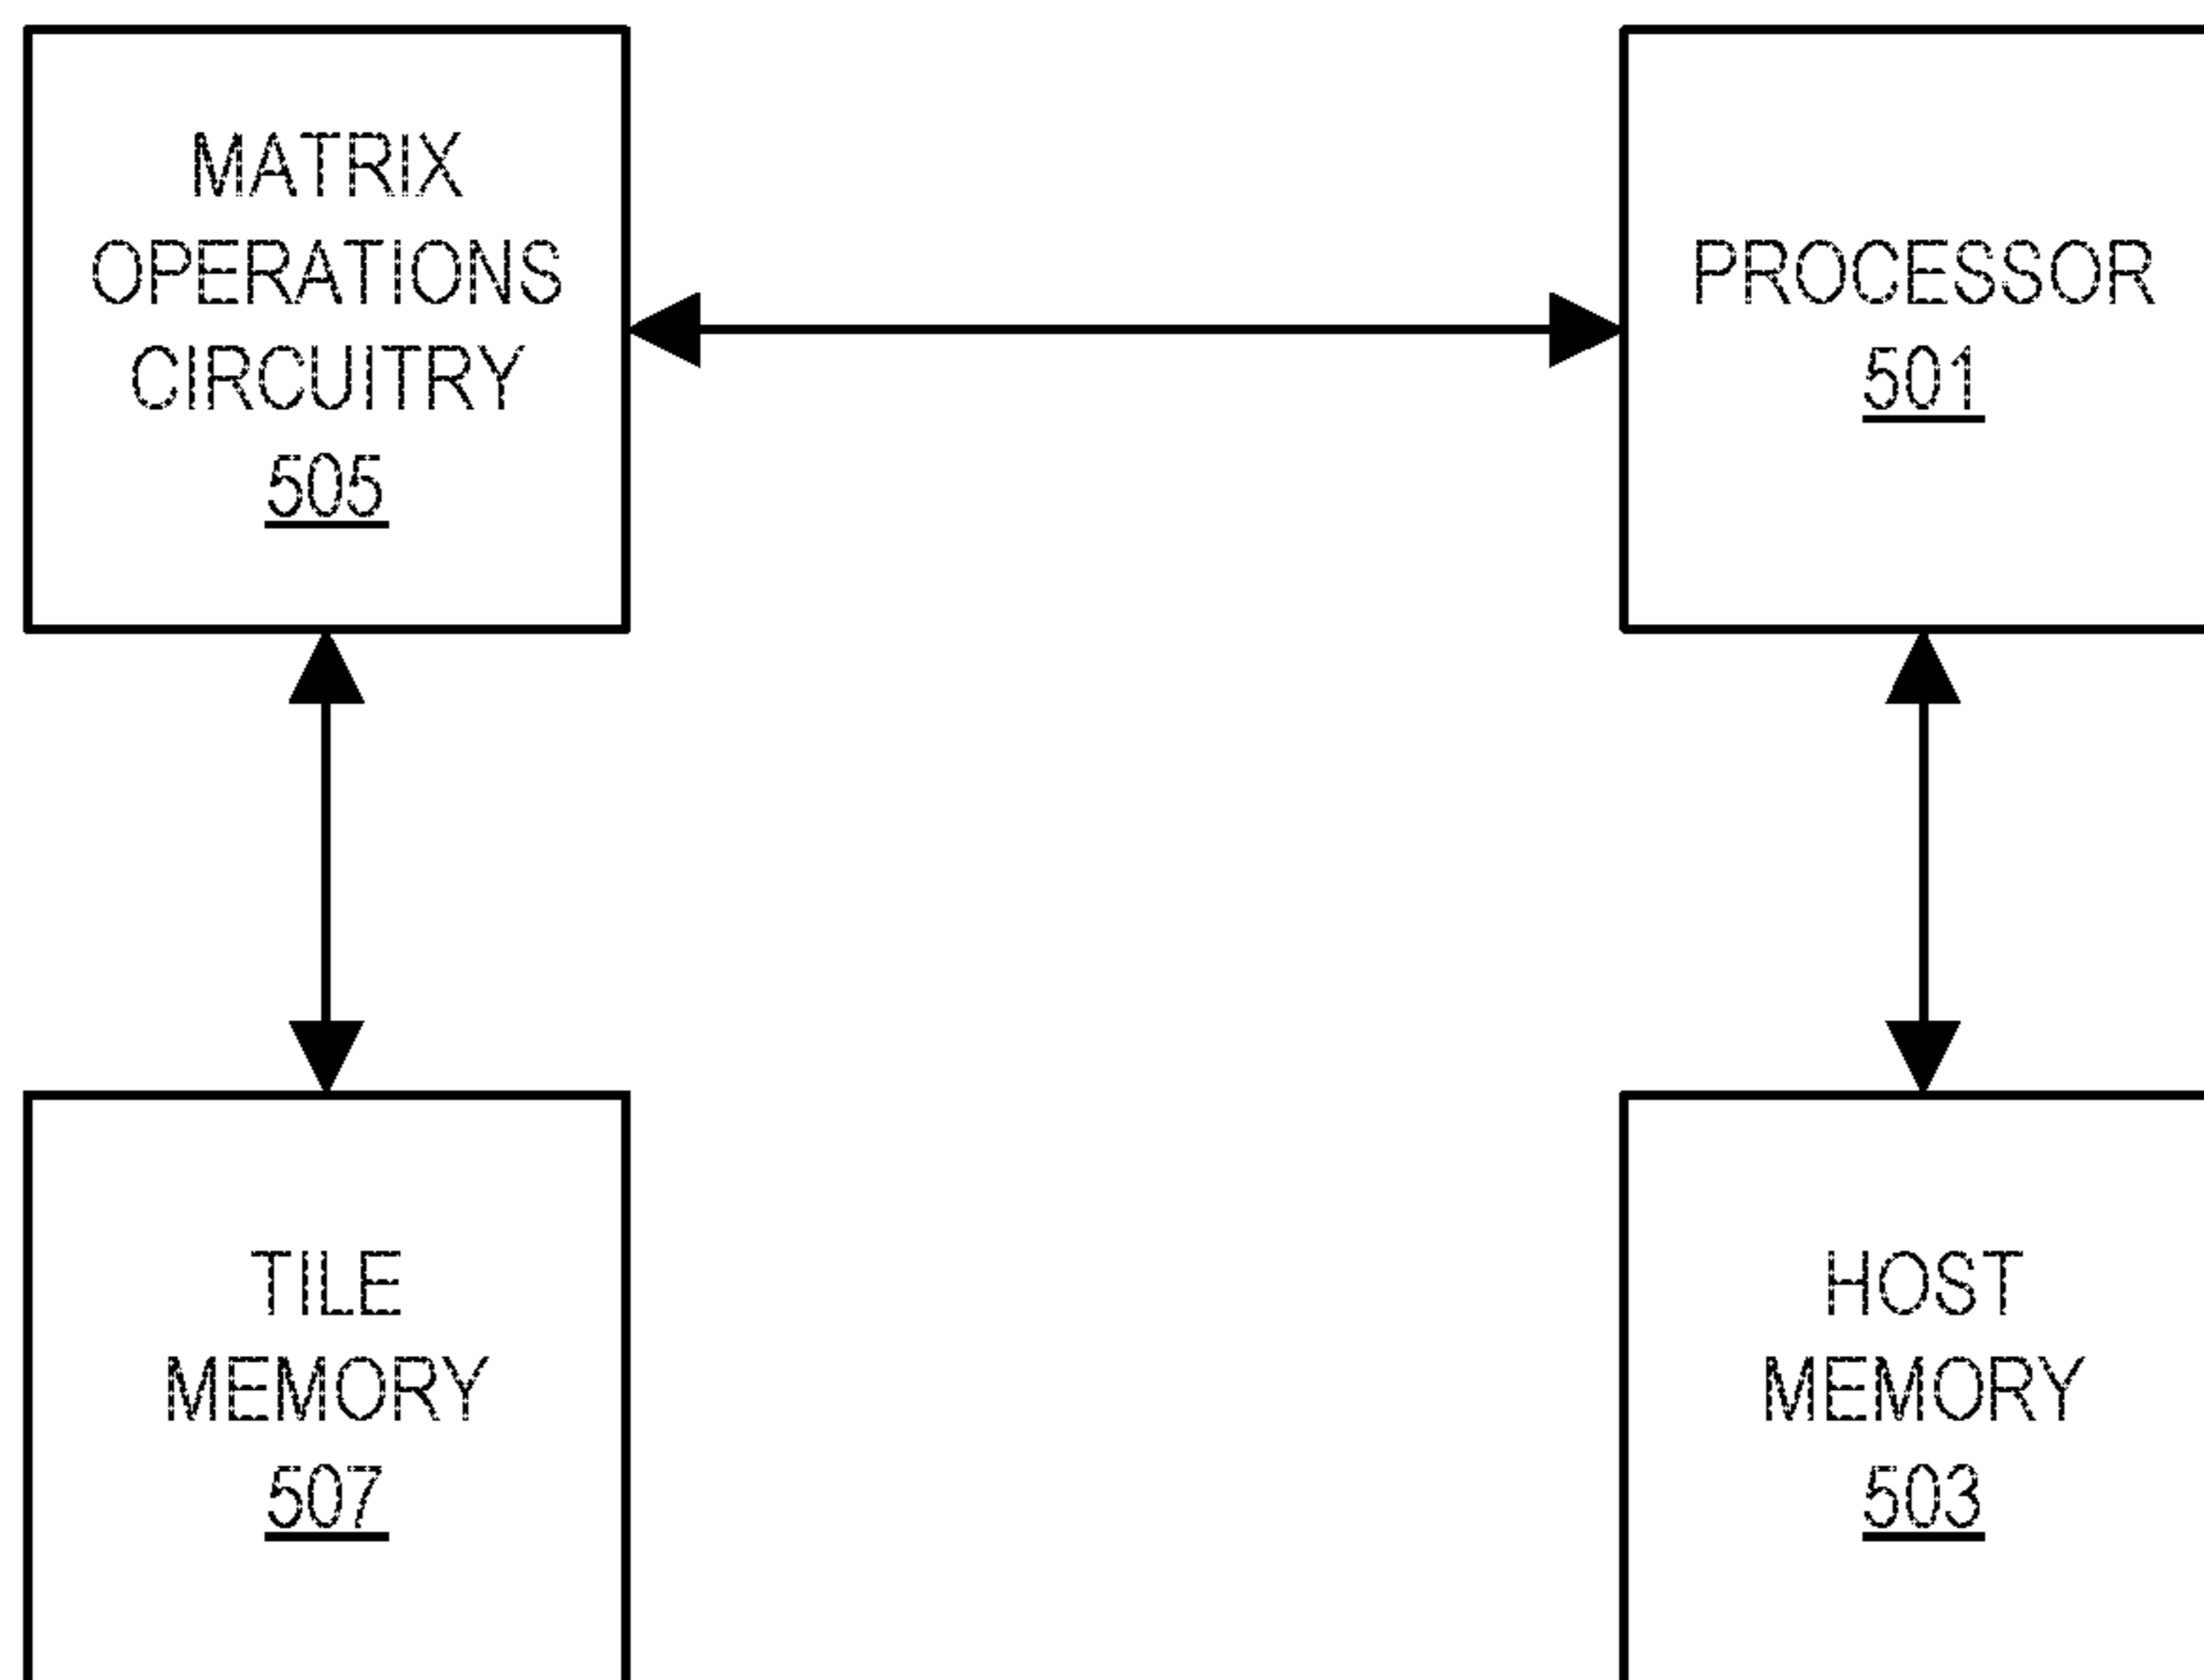 MATRIX
OPERATIONS
CIRCUITRY
505
PROCESSOR
501
TILE
MEMORY
507
HOST
MEMORY
503